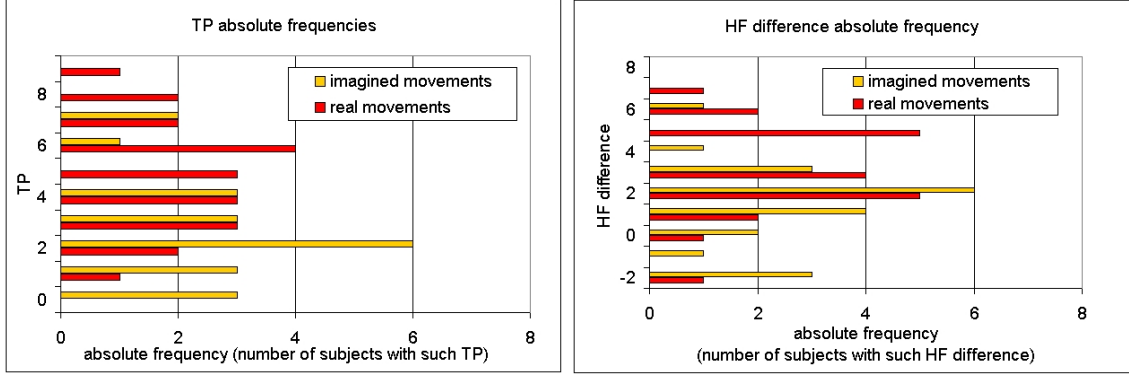 TP absolute frequencies
imagined movements
real movements
8
6
4
2
0
TP
0 2 4 6 8
absolute frequency (number of subjects with such TP)
HF difference absolute frequency
imagined movements
real movements
8
6
4
2
0
-2
HF difference
0 2 4 6 8
absolute frequency
(number of subjects with such HF difference)